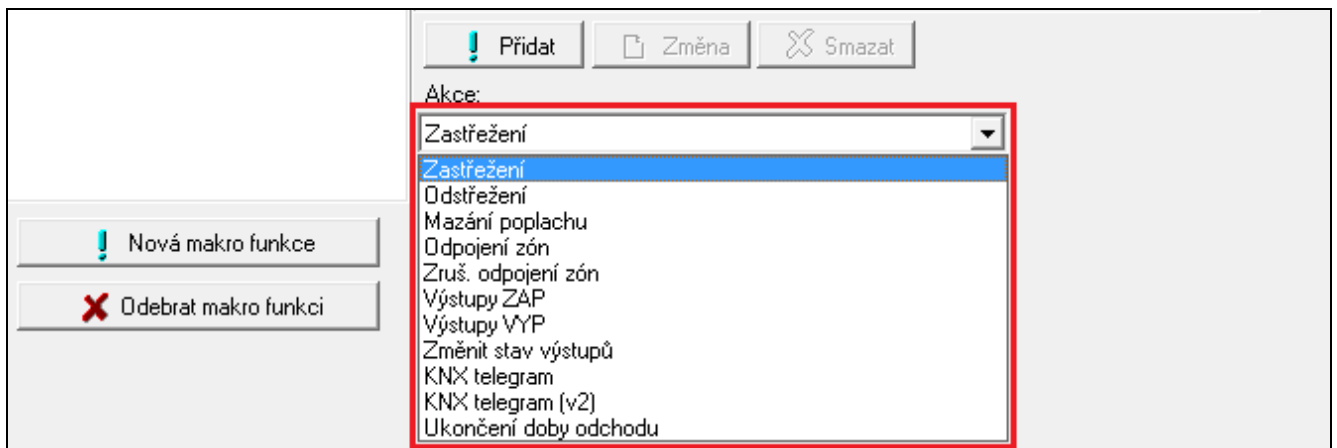 Přidat
Změna
Smazat
Akce:
Zastřežení
Zastřežení
Odstřežení
Mazání poplachu
Odpojení zón
Zruš. odpojení zón
Výstupy ZAP
Výstupy VYP
Změnit stav výstupů
KNX telegram
KNX telegram (v2)
Ukončení doby odchodu
Nová makro funkce
Odebrat makro funkci